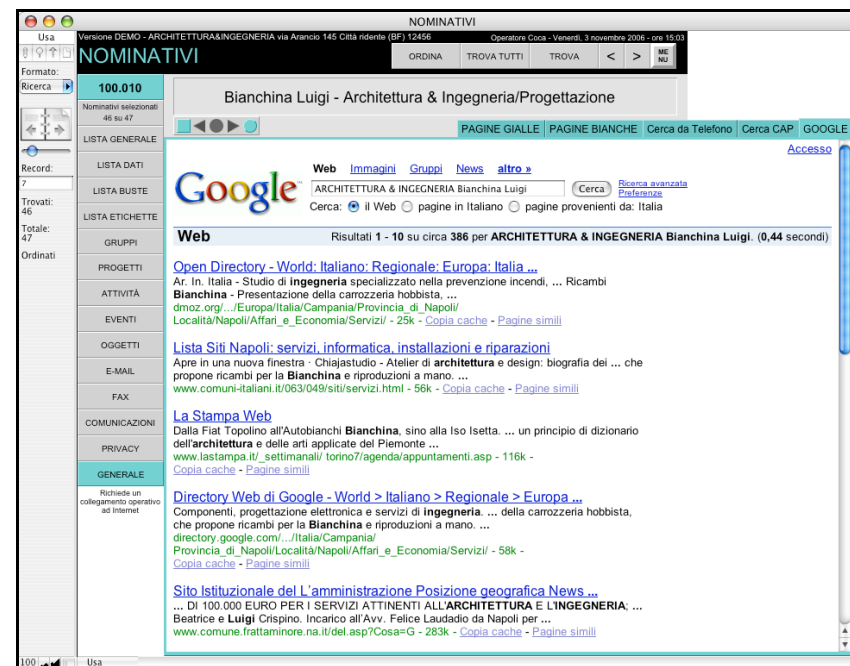 NOMINATIVI
Usa
Formato:
Ricerca
Record:
7
Trovati:
46
Totale:
47
Ordinati
Versione DEMO - ARCHITETTURA&INGEGNERIA via Arancio 145 Città ridente (BF) 12456
Operatore Coca - Venerdì, 3 novembre 2006 - ore 15:03
NOMINATIVI
ORDINA
TROVA TUTTI
TROVA
<
>
ME
NU
100.010
Nominativi selezionati
46 su 47
LISTA GENERALE
LISTA DATI
LISTA BUSTE
LISTA ETICHETTE
GRUPPI
PROGETTI
ATTIVITÀ
EVENTI
OGGETTI
E-MAIL
FAX
COMUNICAZIONI
PRIVACY
GENERALE
Richiede un
collegamento operativo
ad Internet
Bianchina Luigi - Architettura & Ingegneria/Progettazione
PAGINE GIALLE PAGINE BIANCHE Cerca da Telefono Cerca CAP GOOGLE
Accesso
Google
Web Immagini Gruppi News altro »
ARCHITETTURA & INGEGNERIA Bianchina Luigi
Cerca
Ricerca avanzata
Preferenze
Cerca: il Web pagine in Italiano pagine provenienti da: Italia
Web Risultati 1 - 10 su circa 386 per ARCHITETTURA & INGEGNERIA Bianchina Luigi. (0,44 secondi)
Open Directory - World: Italiano: Regionale: Europa: Italia ...
Ar. In. Italia - Studio di ingegneria specializzato nella prevenzione incendi, ... Ricambi
Bianchina - Presentazione della carrozzeria hobbista, ...
dmoz.org/.../Europa/Italia/Campania/Provincia_di_Napoli/
Località/Napoli/Affari_e_Economia/Servizi/ - 25k - Copia cache - Pagine simili
Lista Siti Napoli: servizi, informatica, installazioni e riparazioni
Apre in una nuova finestra · Chiajastudio - Atelier di architettura e design: biografia dei ... che
propone ricambi per la Bianchina e riproduzioni a mano. ...
www.comuni-italiani.it/063/049/siti/servizi.html - 56k - Copia cache - Pagine simili
La Stampa Web
Dalla Fiat Topolino all'Autobianchi Bianchina, sino alla Iso Isetta. ... un principio di dizionario
dell'architettura e delle arti applicate del Piemonte ...
www.lastampa.it/_settimanali/ torino7/agenda/appuntamenti.asp - 116k -
Copia cache - Pagine simili
Directory Web di Google - World > Italiano > Regionale > Europa ...
Componenti, progettazione elettronica e servizi di ingegneria. ... della carrozzeria hobbista,
che propone ricambi per la Bianchina e riproduzioni a mano. ...
directory.google.com/.../Italia/Campania/
Provincia_di_Napoli/Località/Napoli/Affari_e_Economia/Servizi/ - 58k -
Copia cache - Pagine simili
Sito Istituzionale del L'amministrazione Posizione geografica News ...
... DI 100.000 EURO PER I SERVIZI ATTINENTI ALL'ARCHITETTURA E L'INGEGNERIA; ...
Beatrice e Luigi Crispino. Incarico all'Avv. Felice Laudadio da Napoli per ...
www.comune.frattaminore.na.it/del.asp?Cosa=G - 283k - Copia cache - Pagine simili
100
Usa